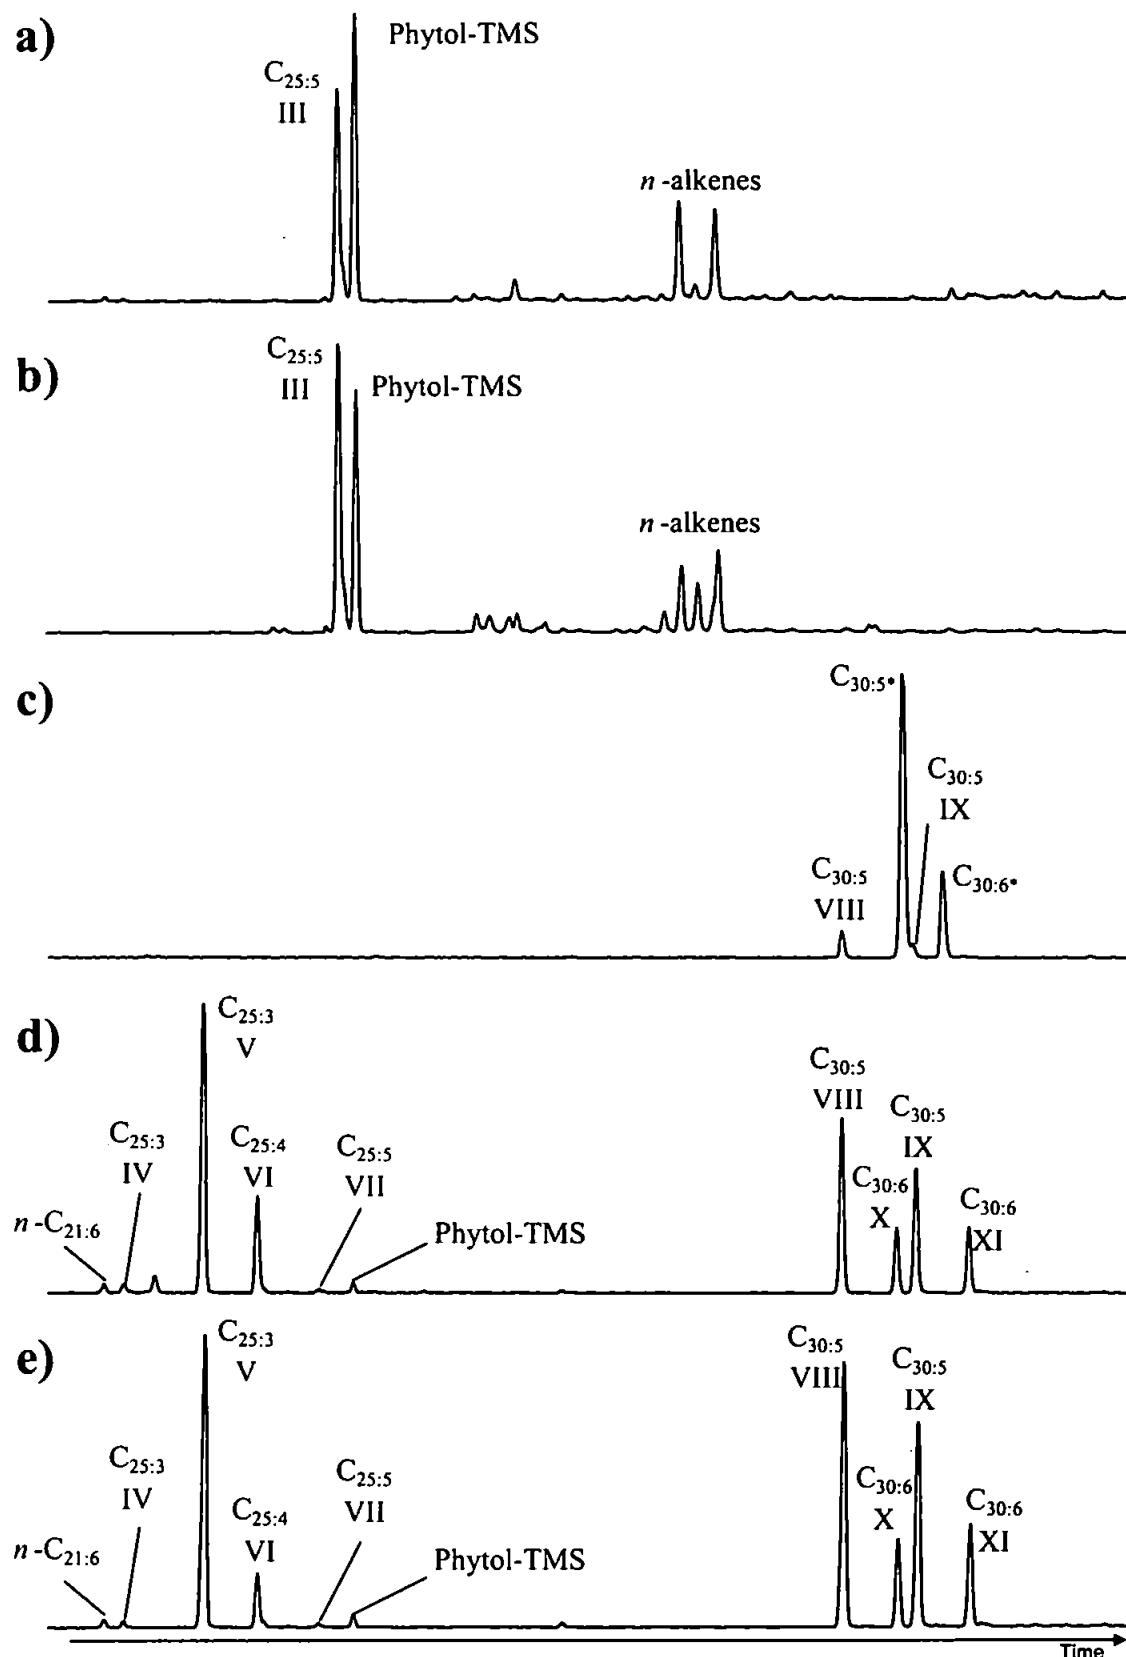 a)
Phytol-TMS
C25:5
III
n-alkenes
b)
C25:5
III
Phytol-TMS
n-alkenes
c)
C30:5*
C30:5
IX
C30:5
VIII
C30:6*
d)
C25:3
V
C25:3
IV
C25:4
VI
C25:5
VII
n-C21:6
Phytol-TMS
C30:5
VIII
C30:5
IX
C30:6
X
C30:6
XI
e)
C25:3
V
C25:3
IV
C25:4
VI
C25:5
VII
n-C21:6
Phytol-TMS
C30:5
VIII
C30:5
IX
C30:6
X
C30:6
XI
Time